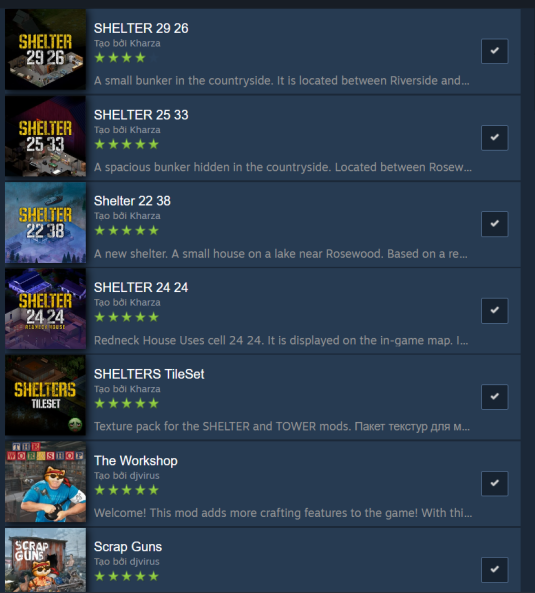 SHELTER
29 26
SHELTER 29 26
Tạo bởi Kharza
A small bunker in the countryside. It is located between Riverside and...
SHELTER
25 33
SHELTER 25 33
Tạo bởi Kharza
A spacious bunker hidden in the countryside. Located between Rosew...
SHELTER
22 38
Shelter 22 38
Tạo bởi Kharza
A new shelter. A small house on a lake near Rosewood. Based on a re...
SHELTER
24 24
REDNECK HOUSE
SHELTER 24 24
Tạo bởi Kharza
Redneck House Uses cell 24 24. It is displayed on the in-game map. I...
SHELTERS
TILESET
SHELTERS TileSet
Tạo bởi Kharza
Texture pack for the SHELTER and TOWER mods. Пакет текстур для м...
THE
WORKSHOP
The Workshop
Tạo bởi djvirus
Welcome! This mod adds more crafting features to the game! With thi...
SCRAP
GUNS
Scrap Guns
Tạo bởi djvirus